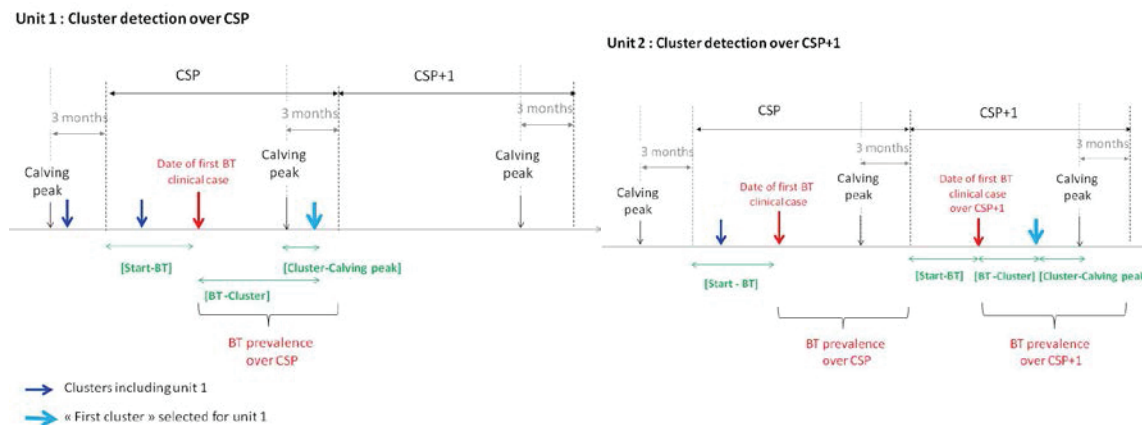 Unit 1 : Cluster detection over CSP
CSP
CSP+1
3 months
3 months
3 months
Calving
peak
Date of first BT
clinical case
Calving
peak
Calving
peak
[Start-BT]
[Cluster-Calving peak]
[BT-Cluster]
BT prevalence
over CSP
Clusters including unit 1
« First cluster » selected for unit 1
Unit 2 : Cluster detection over CSP+1
CSP
CSP+1
3 months
3 months
3 months
Calving
peak
Date of first BT
clinical case
Calving
peak
Date of first BT
clinical case
over CSP+1
Calving
peak
[Start - BT]
[Start-BT]
[BT-Cluster]
[Cluster-Calving peak]
BT prevalence
over CSP
BT prevalence
over CSP+1